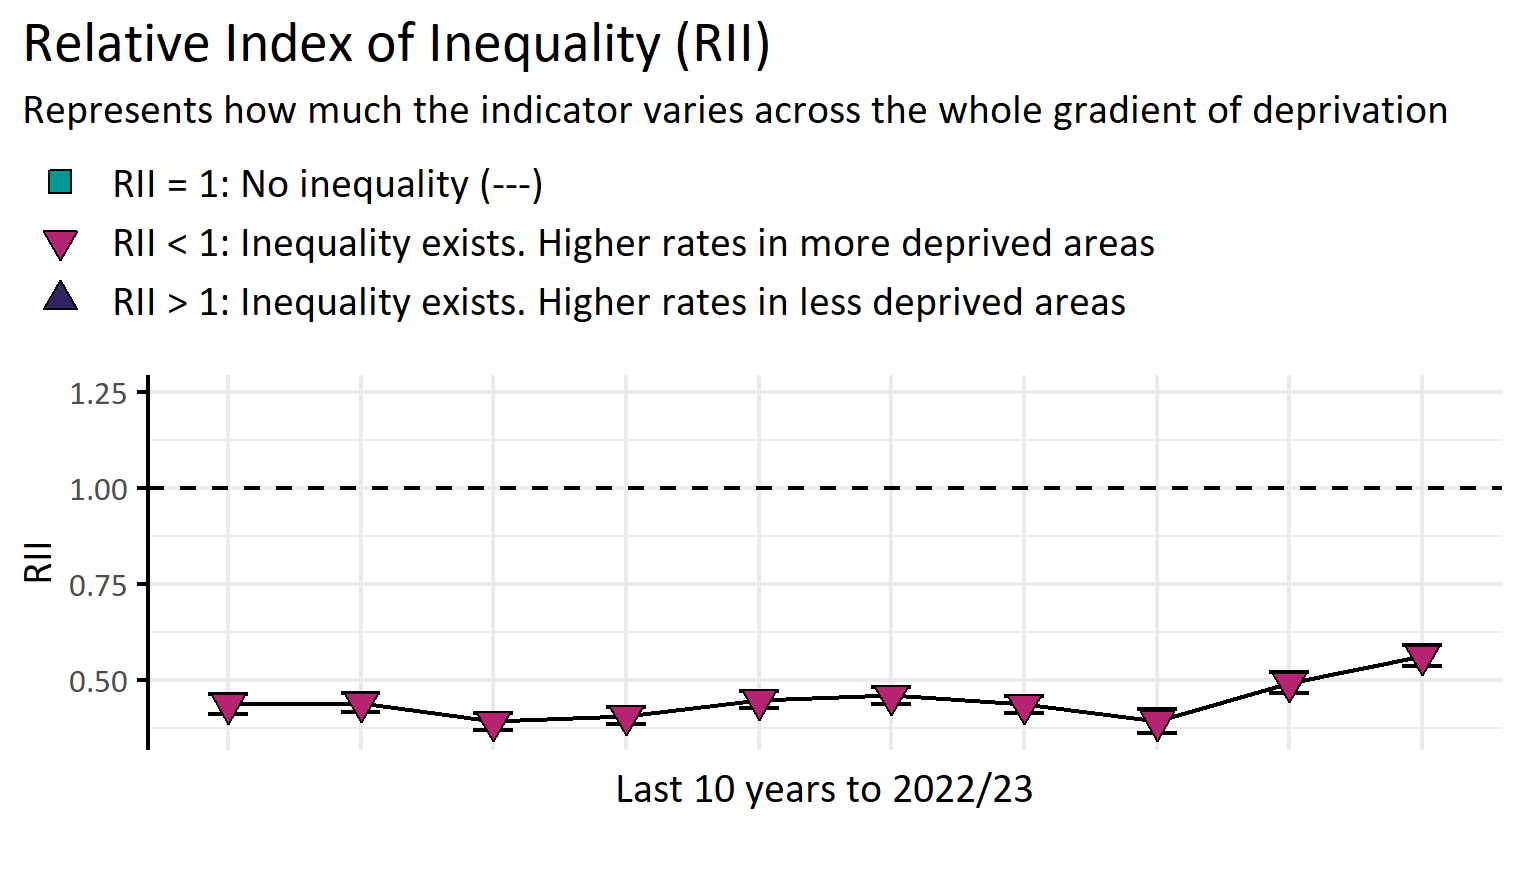 Relative Index of Inequality (RII)
Represents how much the indicator varies across the whole gradient of deprivation
RII = 1: No inequality (---)
RII < 1: Inequality exists. Higher rates in more deprived areas
RII > 1: Inequality exists. Higher rates in less deprived areas
1.25
1.00
0.75
0.50
RII
Last 10 years to 2022/23